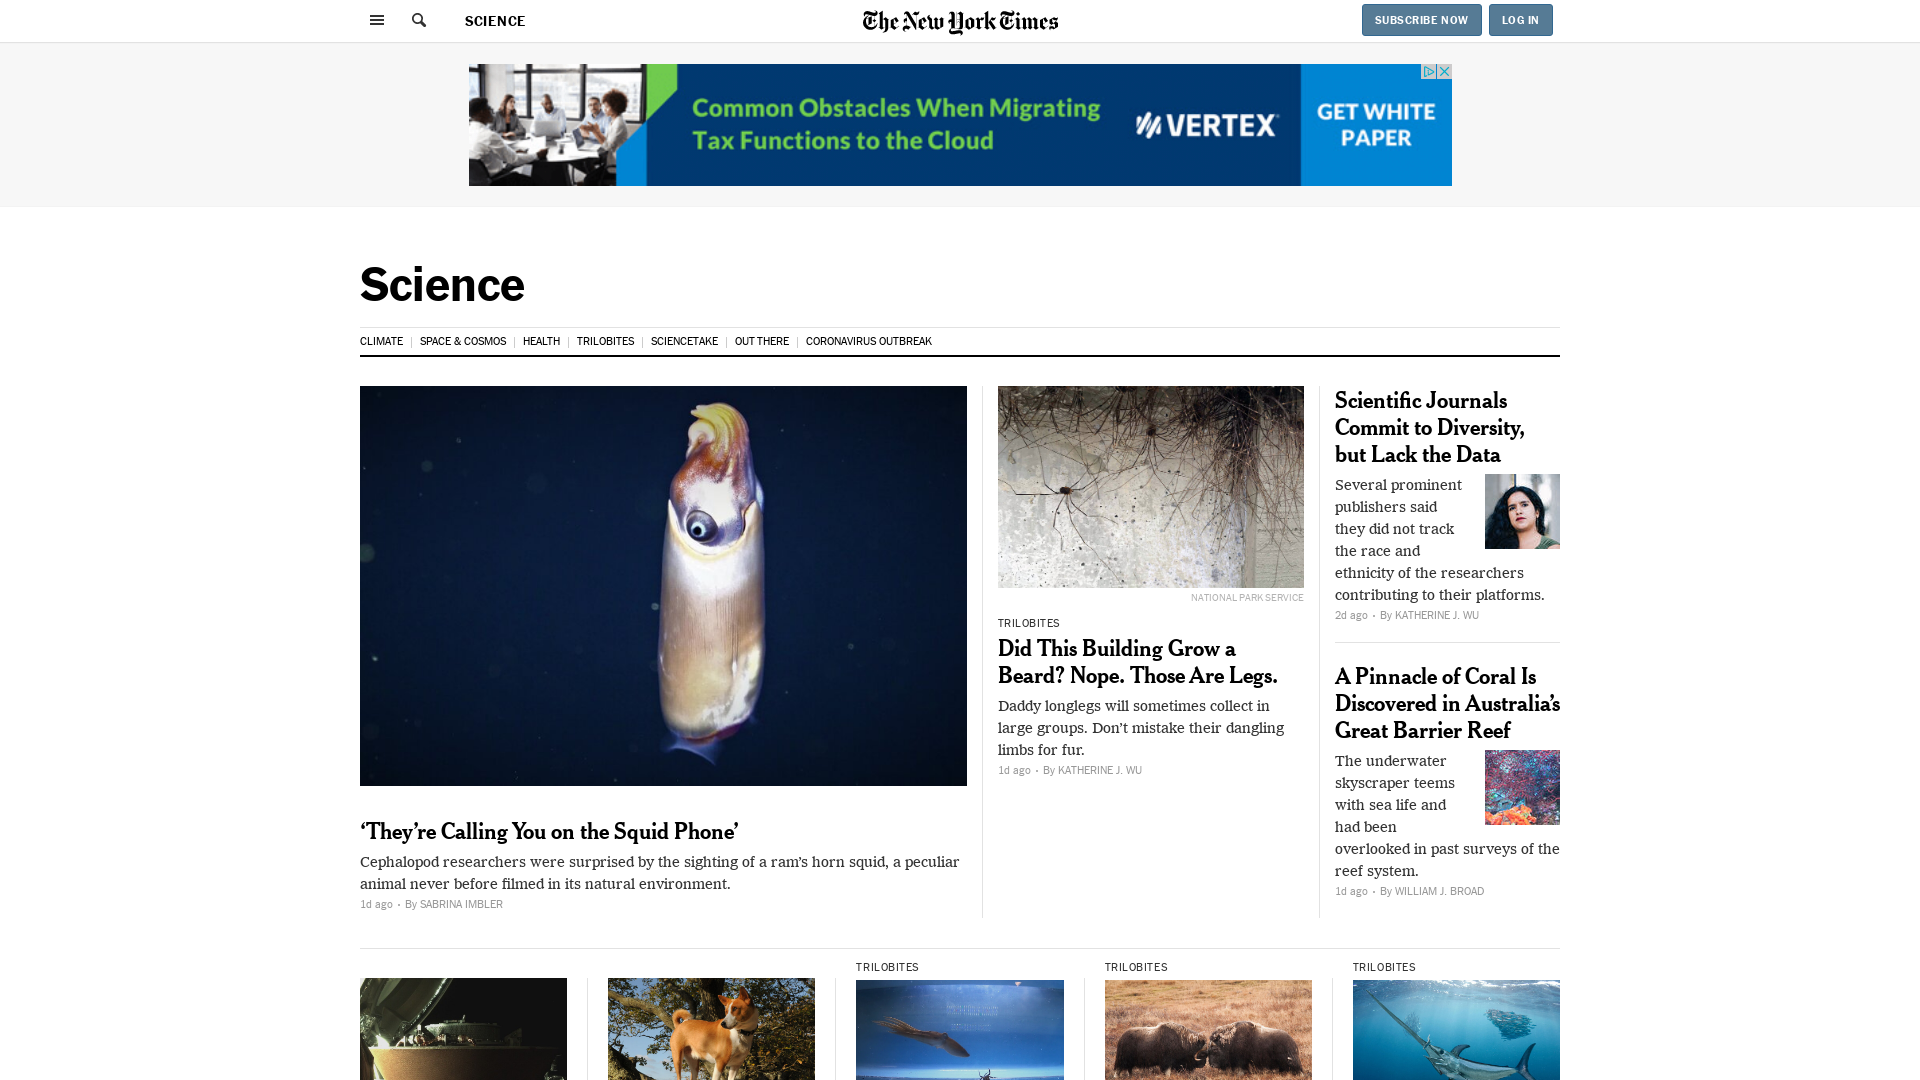 SCIENCE
The New York Times
SUBSCRIBE NOW
LOG IN
Common Obstacles When Migrating
Tax Functions to the Cloud
VERTEX
GET WHITE
PAPER
Science
CLIMATE
SPACE & COSMOS
HEALTH
TRILOBITES
SCIENCETAKE
OUT THERE
CORONAVIRUS OUTBREAK
‘They’re Calling You on the Squid Phone’
Cephalopod researchers were surprised by the sighting of a ram’s horn squid, a peculiar
animal never before filmed in its natural environment.
1d ago · By SABRINA IMBLER
NATIONAL PARK SERVICE
TRILOBITES
Did This Building Grow a
Beard? Nope. Those Are Legs.
Daddy longlegs will sometimes collect in
large groups. Don’t mistake their dangling
limbs for fur.
1d ago · By KATHERINE J. WU
Scientific Journals
Commit to Diversity,
but Lack the Data
Several prominent
publishers said
they did not track
the race and
ethnicity of the researchers
contributing to their platforms.
2d ago · By KATHERINE J. WU
A Pinnacle of Coral Is
Discovered in Australia’s
Great Barrier Reef
The underwater
skyscraper teems
with sea life and
had been
overlooked in past surveys of the
reef system.
1d ago · By WILLIAM J. BROAD
TRILOBITES
TRILOBITES
TRILOBITES